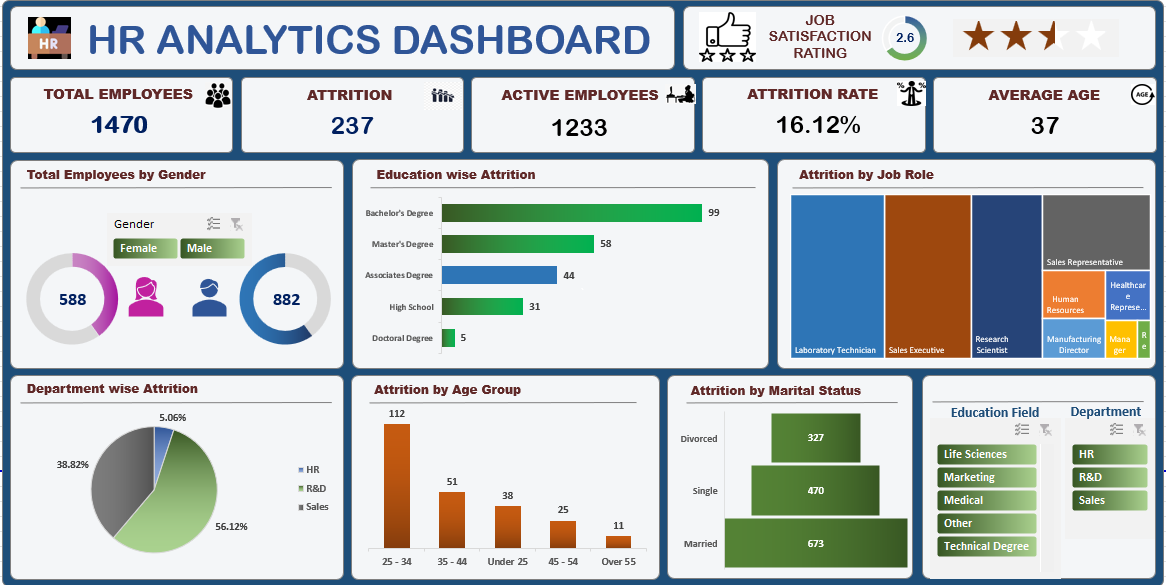 HR
HR ANALYTICS DASHBOARD
JOB
SATISFACTION
RATING
2.6
TOTAL EMPLOYEES
1470
ATTRITION
237
ACTIVE EMPLOYEES
1233
ATTRITION RATE
16.12%
% %
AVERAGE AGE
37
AGE
Total Employees by Gender
Gender
Female
Male
588
882
Education wise Attrition
Bachelor's Degree
99
Master's Degree
58
Associates Degree
44
High School
31
Doctoral Degree
5
Attrition by Job Role
Laboratory Technician
Sales Executive
Research
Scientist
Sales Representative
Human
Resources
Healthcar
e
Represe...
Manufacturing
Director
Mana
ger
R
e
Department wise Attrition
5.06%
38.82%
56.12%
HR
R&D
Sales
Attrition by Age Group
112
51
38
25
11
25 - 34
35 - 44
Under 25
45 - 54
Over 55
Attrition by Marital Status
Divorced
327
Single
470
Married
673
Education Field
Life Sciences
Marketing
Medical
Other
Technical Degree
Department
HR
R&D
Sales